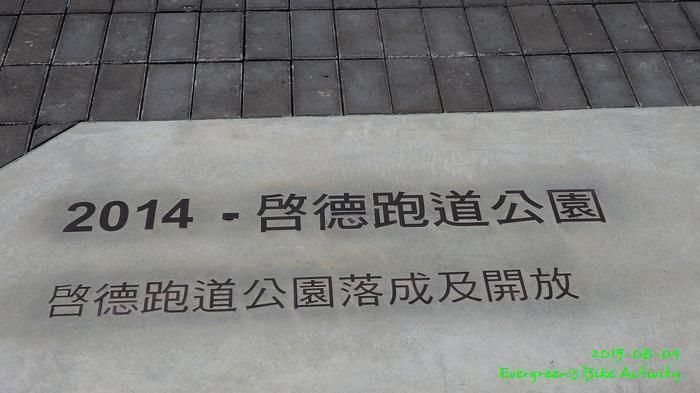 2014 - 啓德跑道公園
啓德跑道公園落成及開放
2015-08-04
Evergreen's Bike Activity